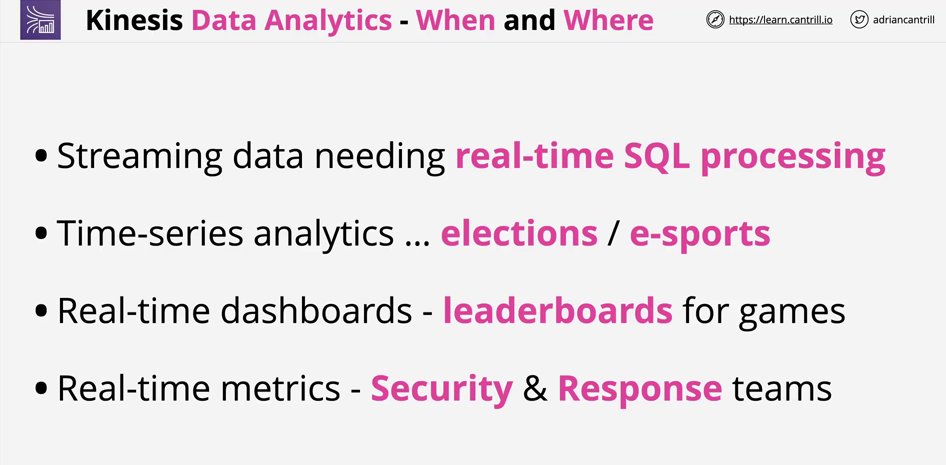 Kinesis Data Analytics - When and Where
https://learn.cantrill.io
adriancantrill
• Streaming data needing real-time SQL processing
• Time-series analytics ... elections / e-sports
• Real-time dashboards - leaderboards for games
• Real-time metrics - Security & Response teams